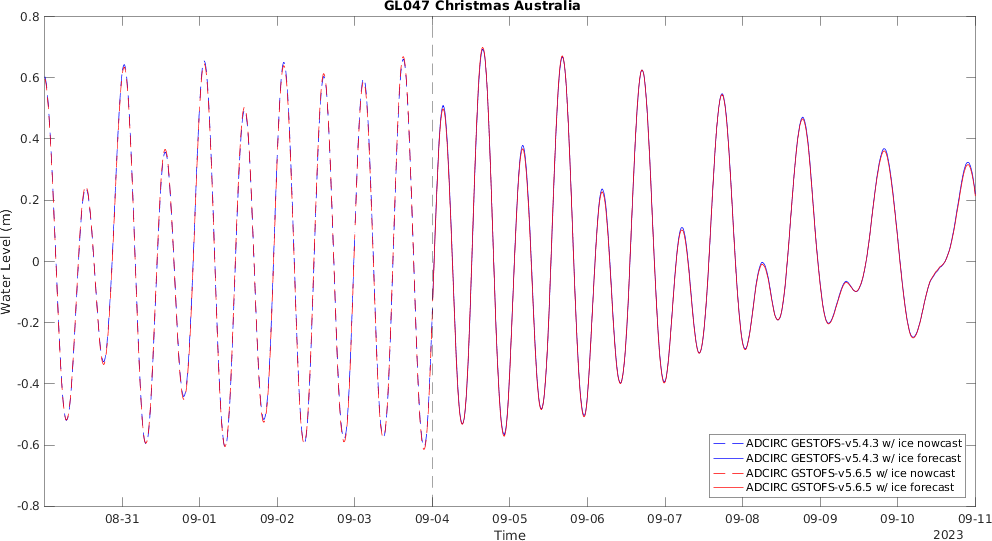 GL047 Christmas Australia
0.8
0.6
0.4
0.2
0
-0.2
-0.4
-0.6
-0.8
Water Level (m)
ADCIRC GESTOFS-v5.4.3 w/ ice nowcast
ADCIRC GESTOFS-v5.4.3 w/ ice forecast
ADCIRC GSTOFS-v5.6.5 w/ ice nowcast
ADCIRC GSTOFS-v5.6.5 w/ ice forecast
08-31 09-01 09-02 09-03 09-04 09-05 09-06 09-07 09-08 09-09 09-10 09-11
Time
2023